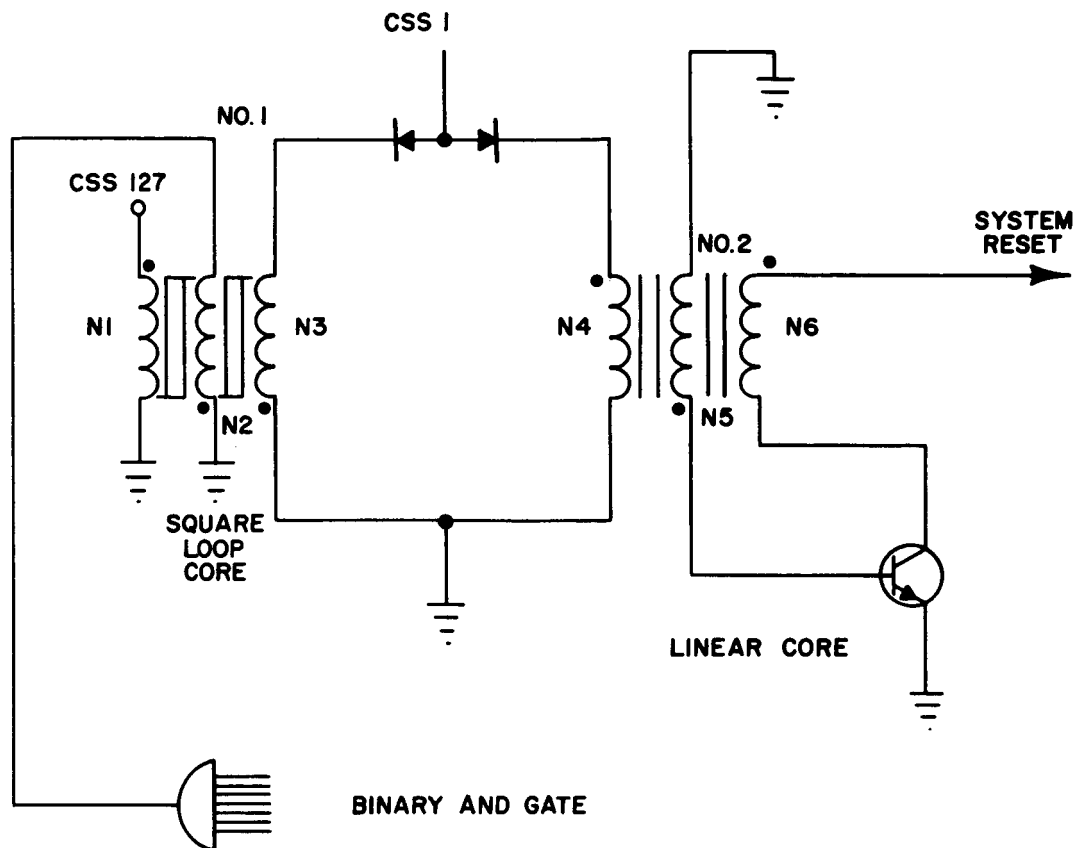 CSS 1
NO. 1
CSS 127
SYSTEM
RESET
NO. 2
N1
N3
N4
N6
N2
N5
SQUARE
LOOP
CORE
LINEAR CORE
BINARY AND GATE